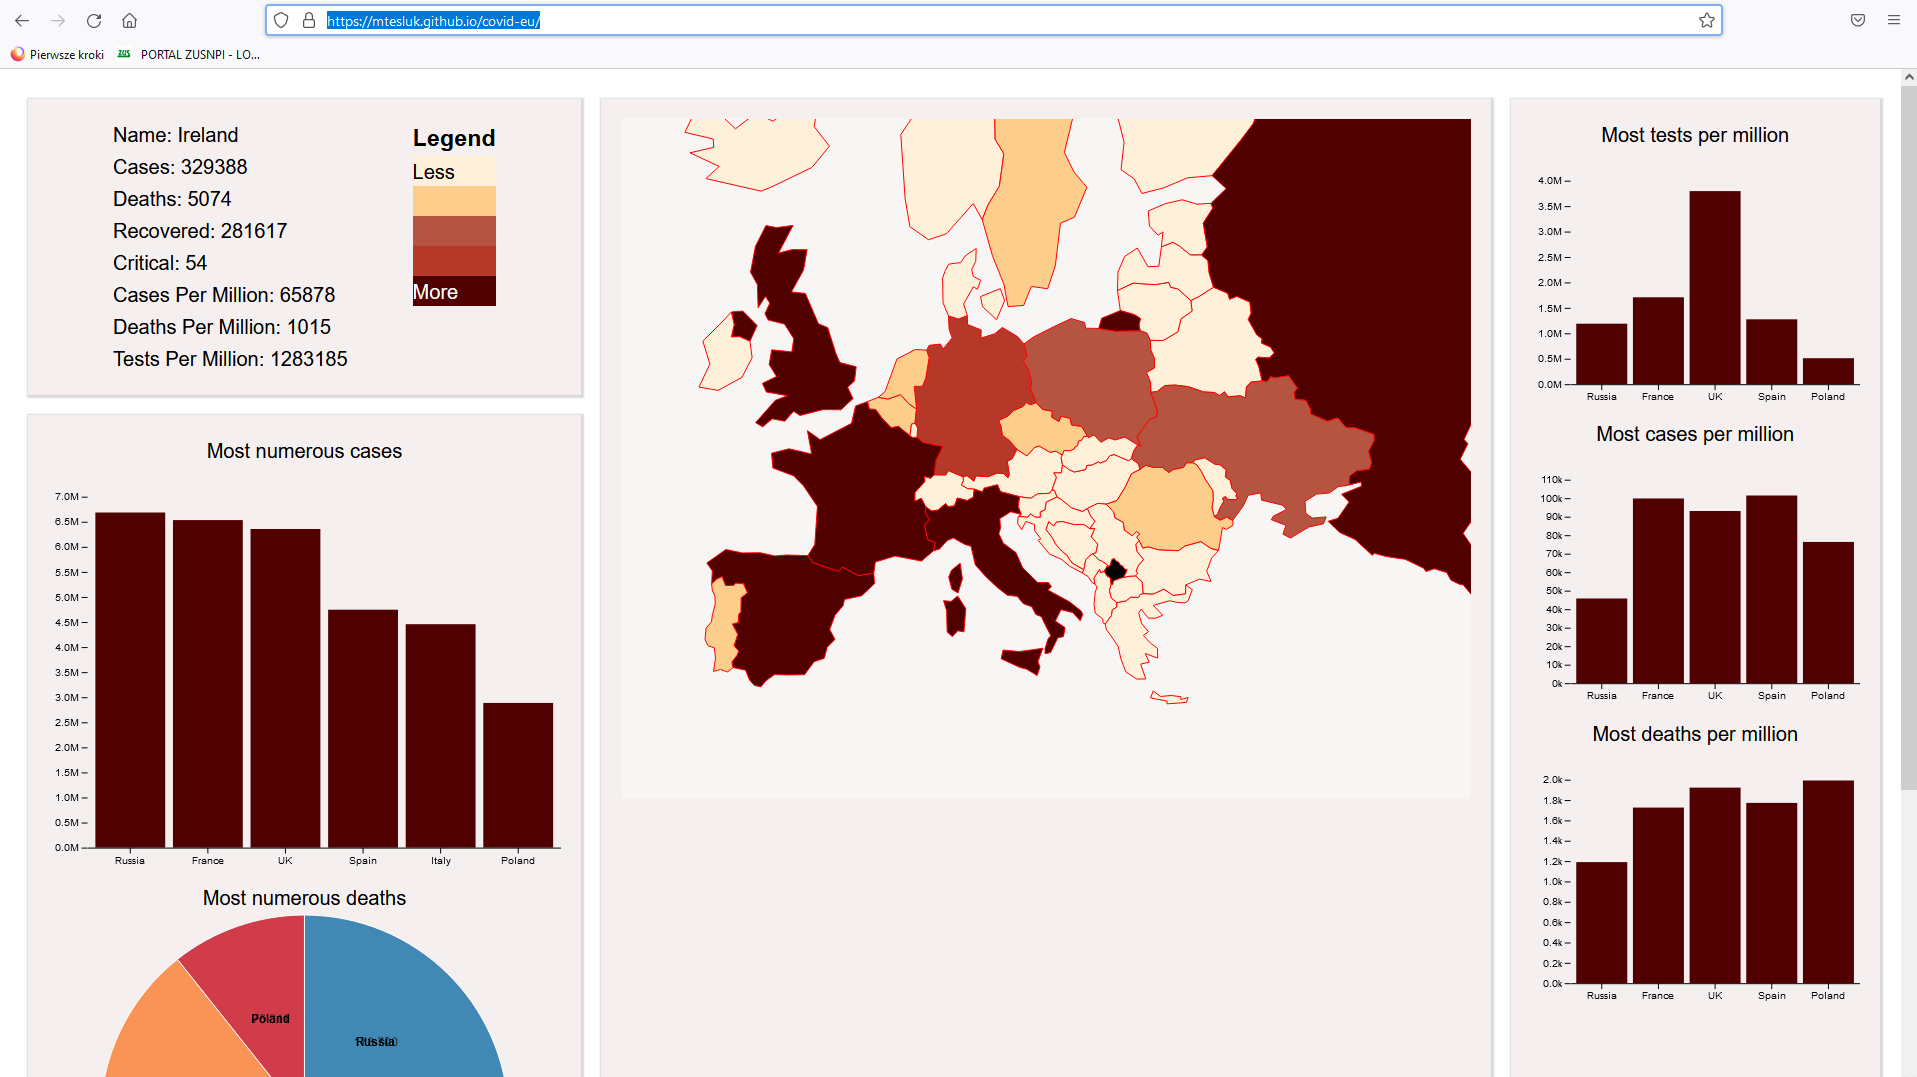 https://mtesluk.github.io/covid-eu/
Pierwsze kroki
ZUS PORTAL ZUSNPI - LO...
Name: Ireland
Cases: 329388
Deaths: 5074
Recovered: 281617
Critical: 54
Cases Per Million: 65878
Deaths Per Million: 1015
Tests Per Million: 1283185
Legend
Less
More
Most numerous cases
7.0M
6.5M
6.0M
5.5M
5.0M
4.5M
4.0M
3.5M
3.0M
2.5M
2.0M
1.5M
1.0M
0.5M
0.0M
Russia France UK Spain Italy Poland
Most numerous deaths
Poland
Russia
Most tests per million
4.0M
3.5M
3.0M
2.5M
2.0M
1.5M
1.0M
0.5M
0.0M
Russia France UK Spain Poland
Most cases per million
110k
100k
90k
80k
70k
60k
50k
40k
30k
20k
10k
0k
Russia France UK Spain Poland
Most deaths per million
2.0k
1.8k
1.6k
1.4k
1.2k
1.0k
0.8k
0.6k
0.4k
0.2k
0.0k
Russia France UK Spain Poland